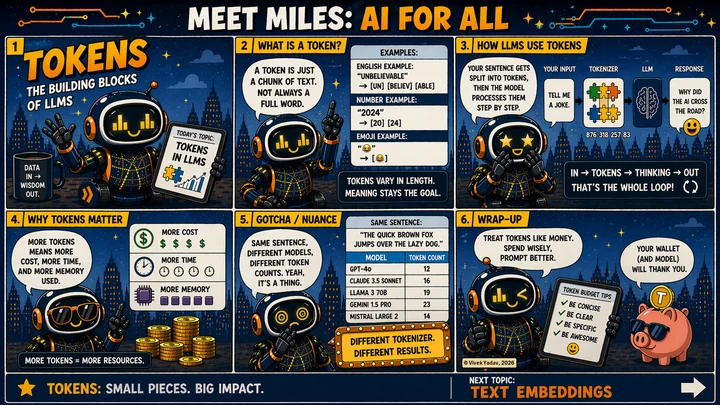 MEET MILES: AI FOR ALL
1
TOKENS
THE BUILDING BLOCKS
OF LLMS
DATA
IN →
WISDOM
OUT.
TODAY'S TOPIC:
TOKENS
IN LLMS
2 WHAT IS A TOKEN?
A TOKEN IS JUST
A CHUNK OF TEXT.
NOT ALWAYS A
FULL WORD.
EXAMPLES:
ENGLISH EXAMPLE:
"UNBELIEVABLE"
→ [UN] [BELIEV] [ABLE]
NUMBER EXAMPLE:
"2024"
→ [20] [24]
EMOJI EXAMPLE:
"😂"
→ [😂]
TOKENS VARY IN LENGTH.
MEANING STAYS THE GOAL.
3. HOW LLMS USE TOKENS
YOUR SENTENCE GETS
SPLIT INTO TOKENS,
THEN THE MODEL
PROCESSES THEM
STEP BY STEP.
YOUR INPUT
TOKENIZER
LLM
RESPONSE
TELL ME
A JOKE.
876 318 257 83
WHY DID
THE AI CROSS
THE ROAD?
IN → TOKENS → THINKING → OUT
THAT'S THE WHOLE LOOP!
4. WHY TOKENS MATTER
MORE TOKENS
MEANS MORE
COST, MORE TIME,
AND MORE MEMORY
USED.
$ MORE COST
$ $ $ $ $
MORE TIME
MORE MEMORY
MORE TOKENS = MORE RESOURCES.
5. GOTCHA / NUANCE
SAME SENTENCE,
DIFFERENT MODELS,
DIFFERENT TOKEN
COUNTS. YEAH,
IT'S A THING.
SAME SENTENCE:
"THE QUICK BROWN FOX
JUMPS OVER THE LAZY DOG."
MODEL TOKEN COUNT
GPT-4o 12
CLAUDE 3.5 SONNET 16
LLAMA 3 70B 19
GEMINI 1.5 PRO 23
MISTRAL LARGE 2 14
DIFFERENT TOKENIZER.
DIFFERENT RESULTS.
6. WRAP-UP
TREAT TOKENS LIKE MONEY.
SPEND WISELY,
PROMPT BETTER.
TOKEN BUDGET TIPS
✓ BE CONCISE
✓ BE CLEAR
✓ BE SPECIFIC
✓ BE AWESOME
YOUR WALLET
(AND MODEL)
WILL THANK YOU.
T
© VivekYadav, 2026
TOKENS: SMALL PIECES. BIG IMPACT.
NEXT TOPIC:
TEXT EMBEDDINGS